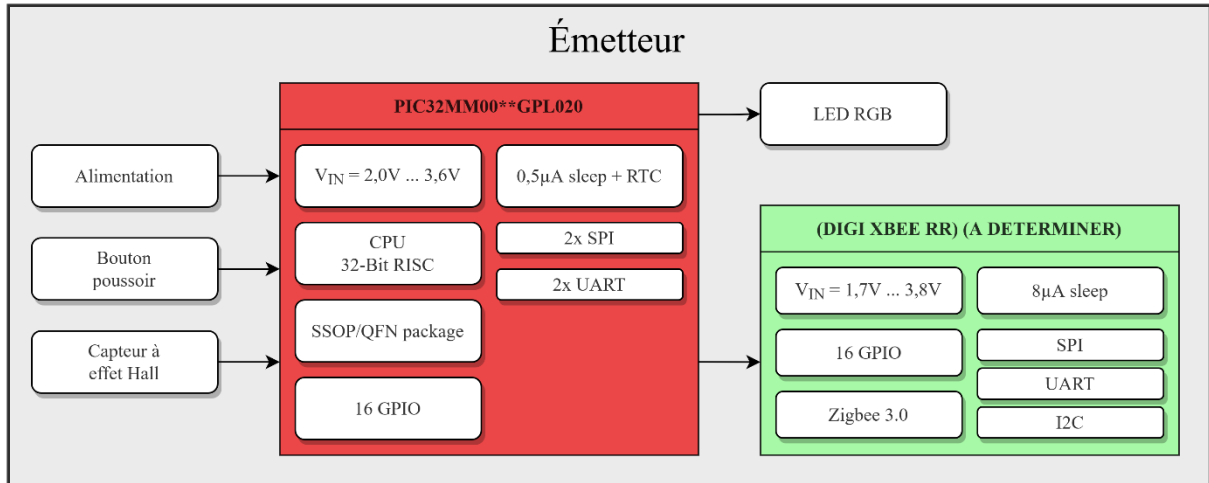 Émetteur
Alimentation
Bouton
poussoir
Capteur à
effet Hall
PIC32MM00**GPL020
VIN = 2,0V ... 3,6V
0,5µA sleep + RTC
CPU
32-Bit RISC
2x SPI
2x UART
SSOP/QFN package
16 GPIO
LED RGB
(DIGI XBEE RR) (A DETERMINER)
VIN = 1,7V ... 3,8V
8µA sleep
16 GPIO
SPI
UART
Zigbee 3.0
I2C